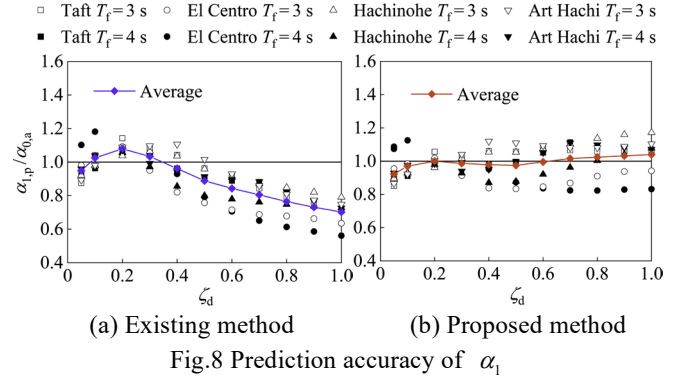 □ Taft Tf=3 s ○ El Centro Tf=3 s △ Hachinohe Tf=3 s ▽ Art Hachi Tf=3 s
■ Taft Tf=4 s ● El Centro Tf=4 s ▲ Hachinohe Tf=4 s ▼ Art Hachi Tf=4 s
α1,p/α0,a
1.6
1.4
1.2
1.0
0.8
0.6
0.4
Average
0 0.2 0.4 0.6 0.8 1.0
ζd
(a) Existing method
1.6
1.4
1.2
1.0
0.8
0.6
0.4
Average
0 0.2 0.4 0.6 0.8 1.0
ζd
(b) Proposed method
Fig.8 Prediction accuracy of α1